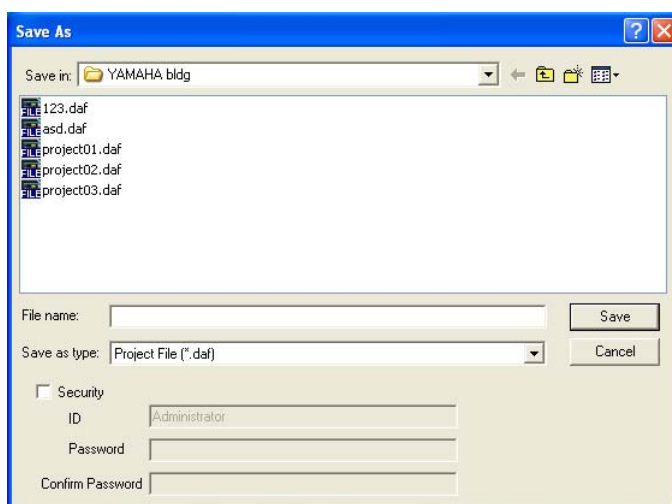 Save As
Save in: YAMAHA bldg
123.daf
asd.daf
project01.daf
project02.daf
project03.daf
File name:
Save
Save as type: Project File (*.daf)
Cancel
Security
ID Administrator
Password
Confirm Password